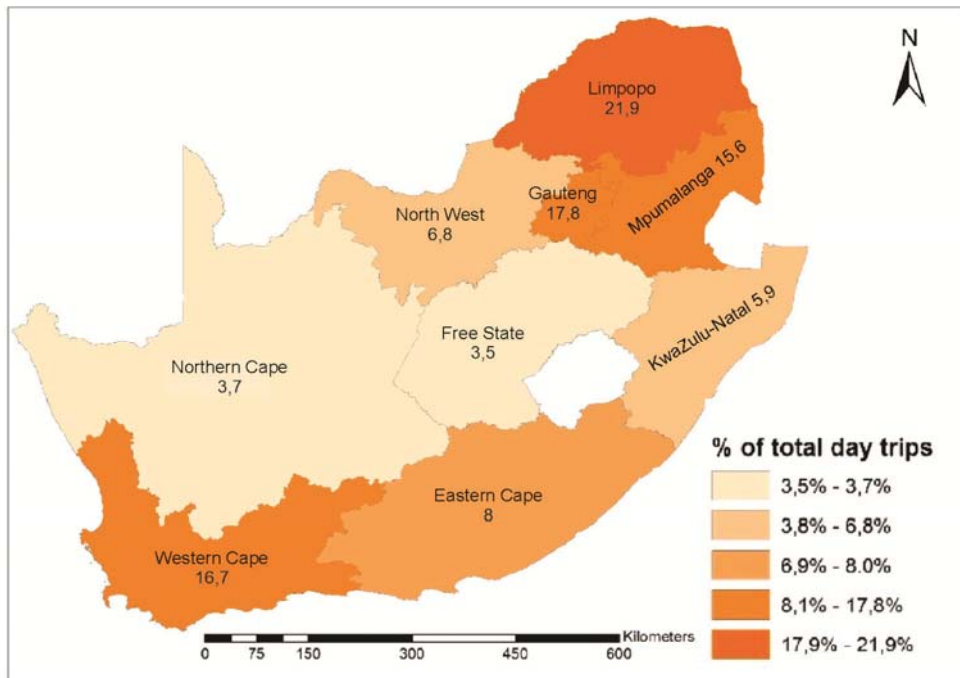 N
Limpopo
21,9
Mpumalanga 15,6
Gauteng
17,8
North West
6,8
KwaZulu-Natal 5,9
Free State
3,5
Northern Cape
3,7
Eastern Cape
8
Western Cape
16,7
% of total day trips
3,5% - 3,7%
3,8% - 6,8%
6,9% - 8.0%
8,1% - 17,8%
17,9% - 21,9%
Kilometers
0 75 150 300 450 600